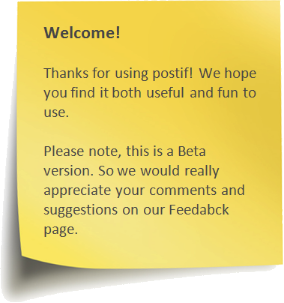 Welcome!
Thanks for using postif! We hope
you find it both useful and fun to
use.
Please note, this is a Beta
version. So we would really
appreciate your comments and
suggestions on our Feedabck
page.